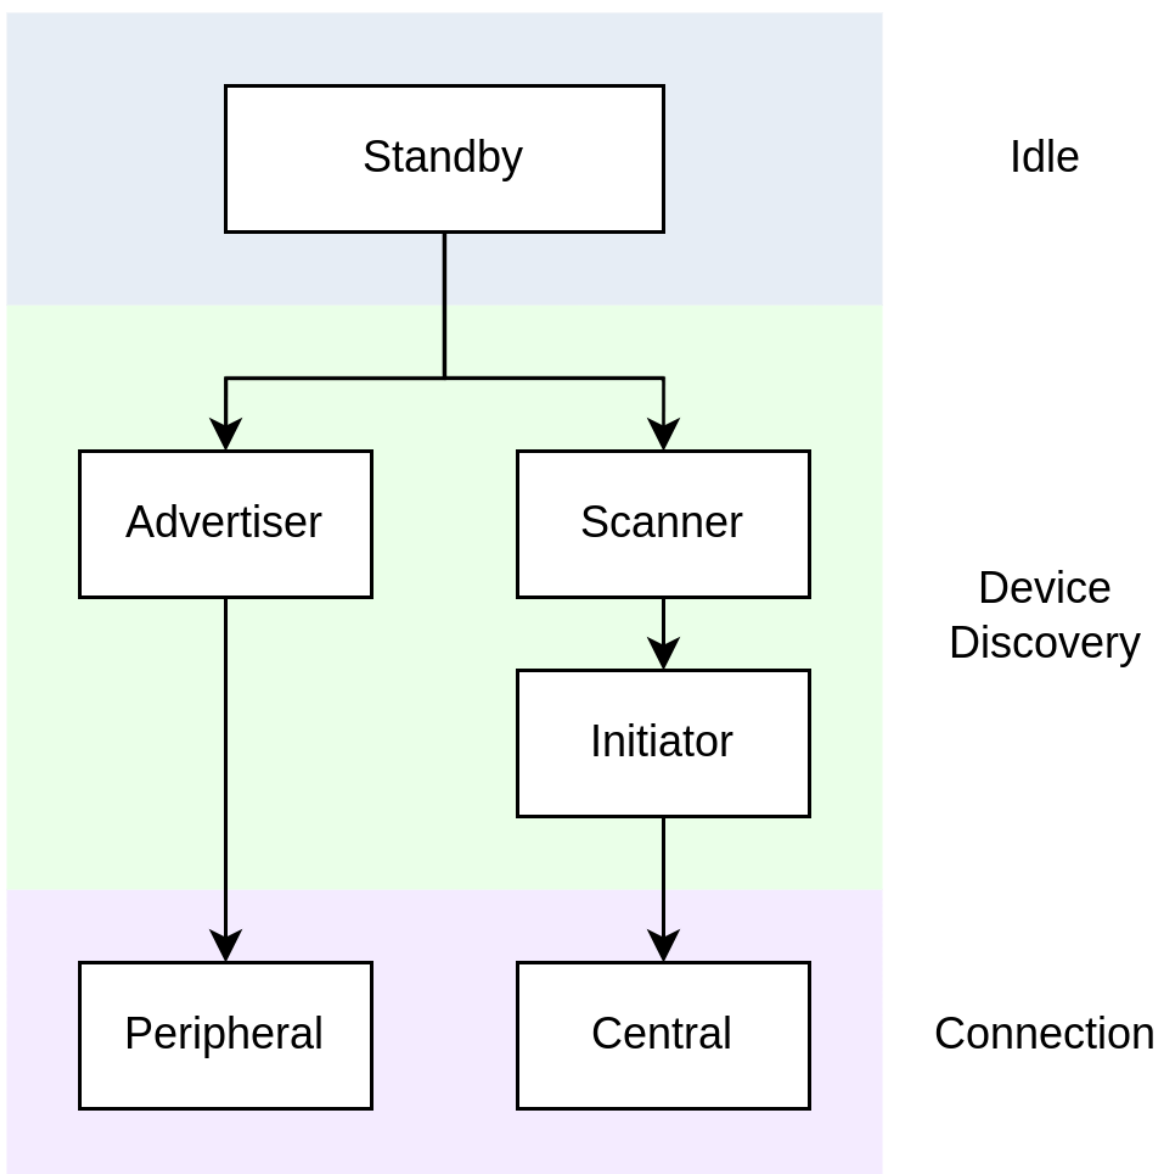 Standby
Idle
Advertiser
Scanner
Device
Discovery
Initiator
Peripheral
Central
Connection